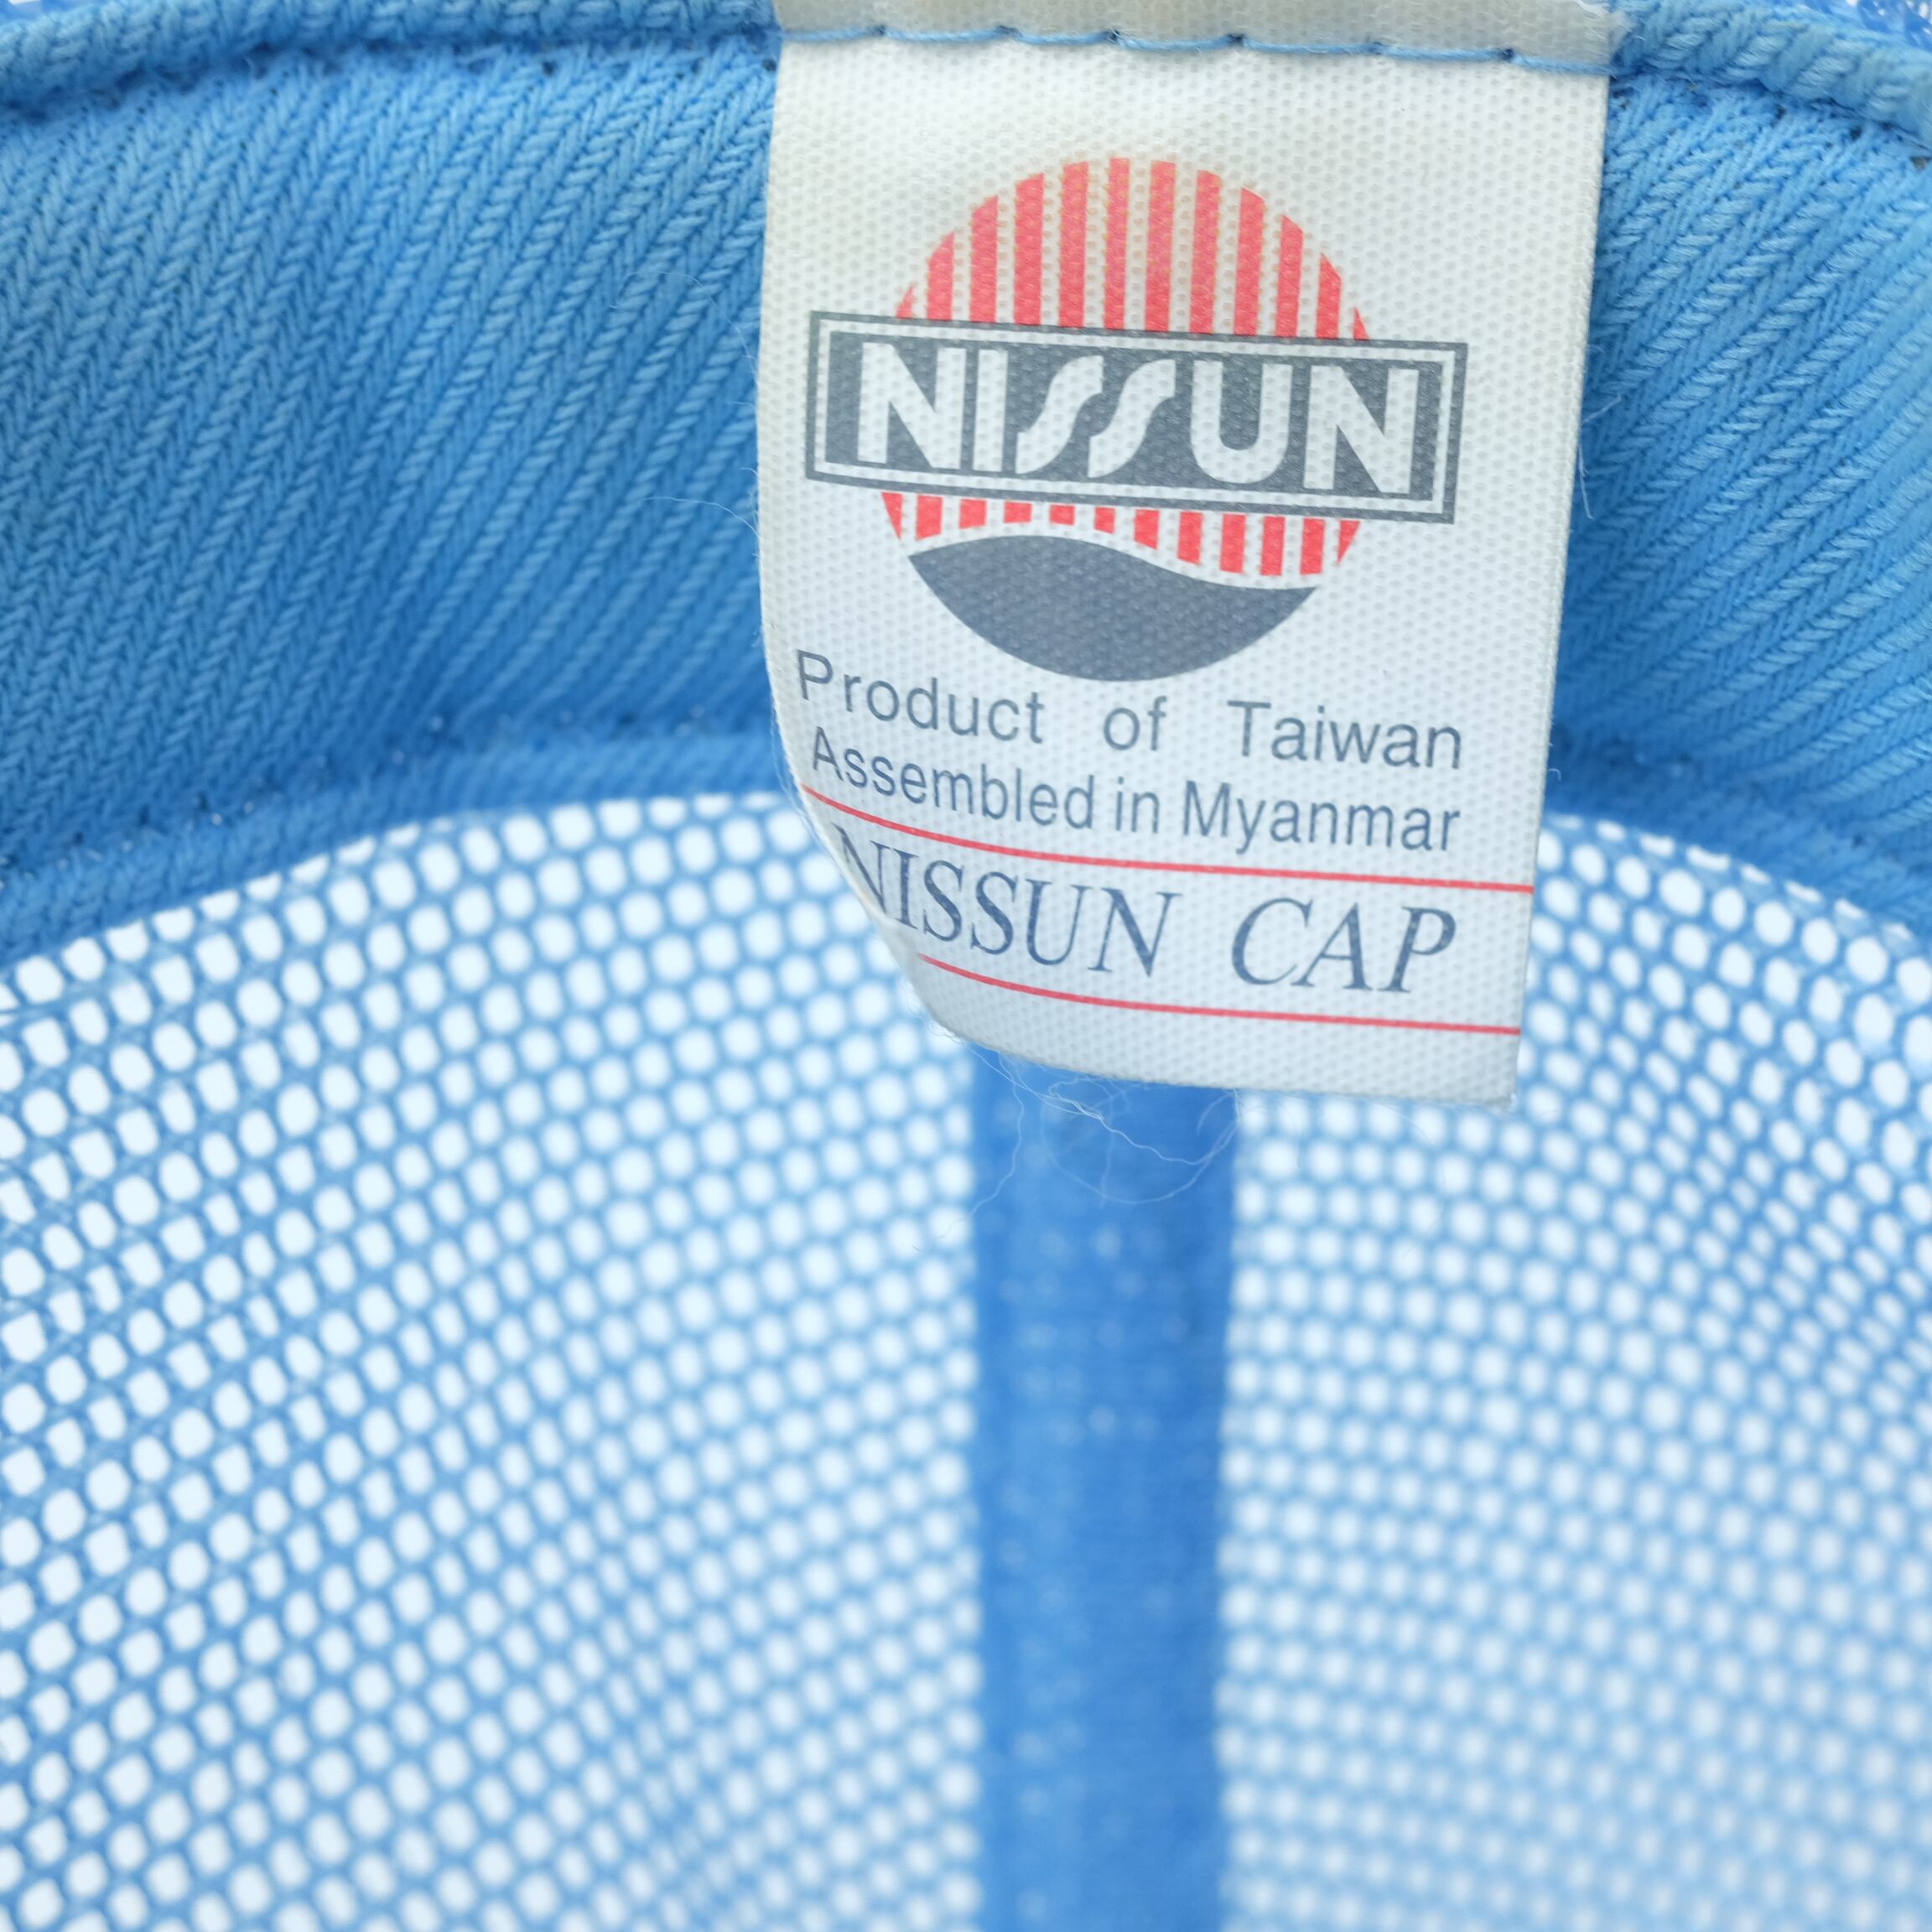 NISSUN
Product of Taiwan
Assembled in Myanmar
NISSUN CAP